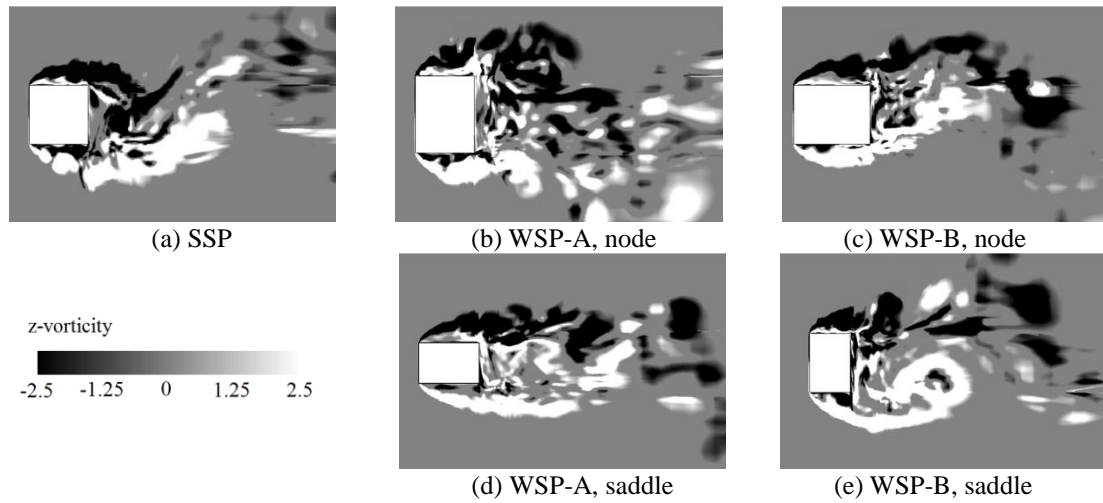 (a) SSP
(b) WSP-A, node
(c) WSP-B, node
z-vorticity
-2.5 -1.25 0 1.25 2.5
(d) WSP-A, saddle
(e) WSP-B, saddle